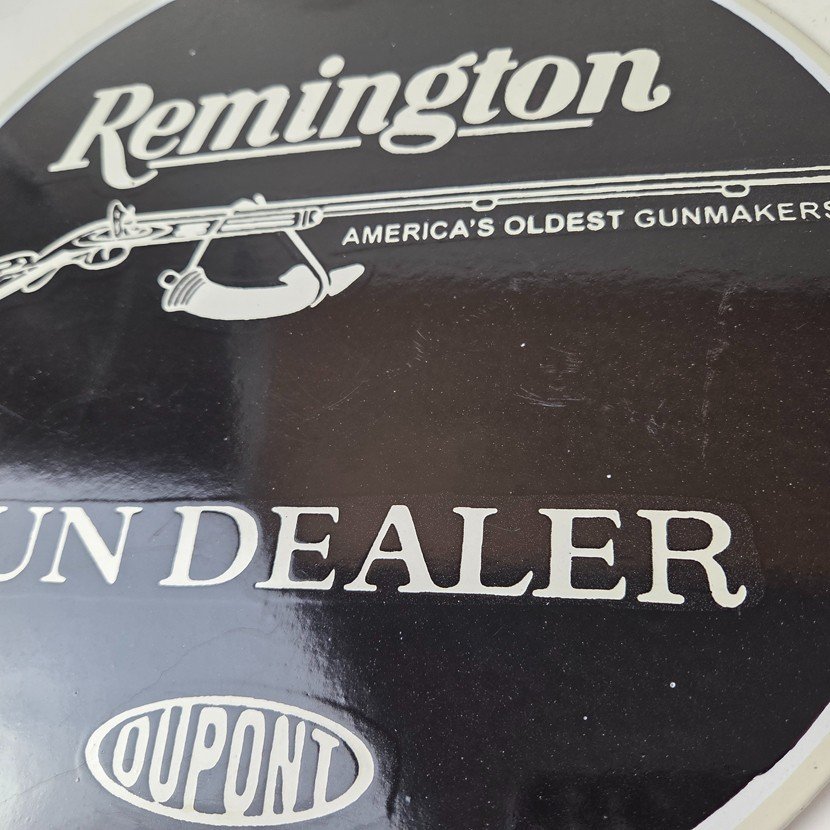 Remington
AMERICA'S OLDEST GUNMAKERS
UN DEALER
DUPONT